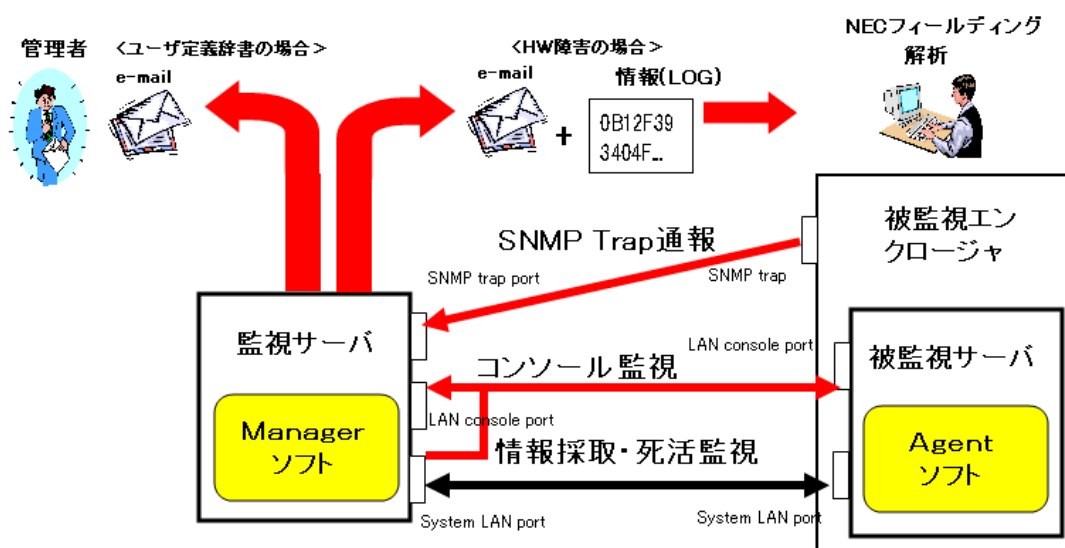 NECフィールディング
解析
管理者
<ユーザ定義辞書の場合>
<HW障害の場合>
e-mail
e-mail
情報(LOG)
+
0B12F39
3404F…
被監視エン
クロージャ
SNMP Trap通報
SNMP trap port
SNMP trap
監視サーバ
LAN console port
被監視サーバ
コンソール監視
LAN console port
Manager
ソフト
情報採取・死活監視
Agent
ソフト
System LAN port
System LAN port